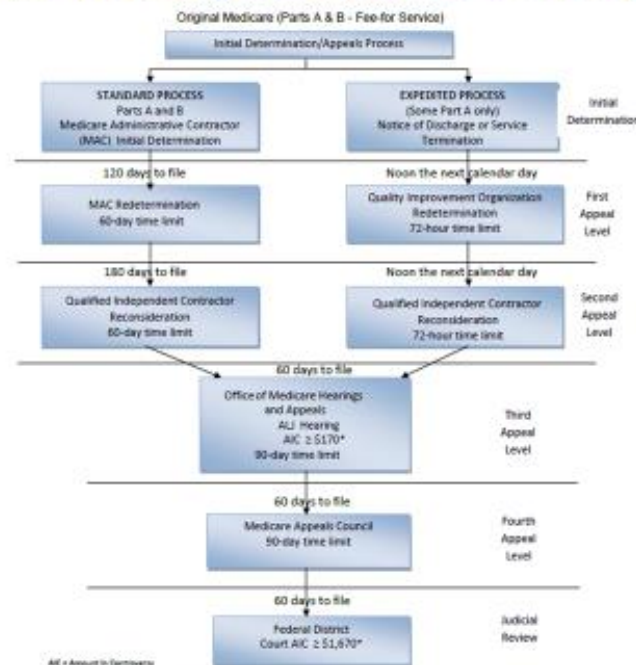 Original Medicare (Parts A & B - Fee-for Service)
Initial Determination/Appeals Process
STANDARD PROCESS
Parts A and B
Medicare Administrative Contractor
(MAC) Initial Determination
EXPEDITED PROCESS
(Some Part A only)
Notice of Discharge or Service
Termination
Initial
Determination
120 days to file
Noon the next calendar day
MAC Redetermination
60-day time limit
Quality Improvement Organization
Redetermination
72-hour time limit
First
Appeal
Level
180 days to file
Noon the next calendar day
Qualified Independent Contractor
Reconsideration
60-day time limit
Qualified Independent Contractor
Reconsideration
72-hour time limit
Second
Appeal
Level
60 days to file
Office of Medicare Hearings
and Appeals
ALJ Hearing
AIC ≥ $170*
90-day time limit
Third
Appeal
Level
60 days to file
Medicare Appeals Council
90-day time limit
Fourth
Appeal
Level
60 days to file
Federal District
Court AIC ≥ $1,670*
Judicial
Review
AIC = Amount In Controversy